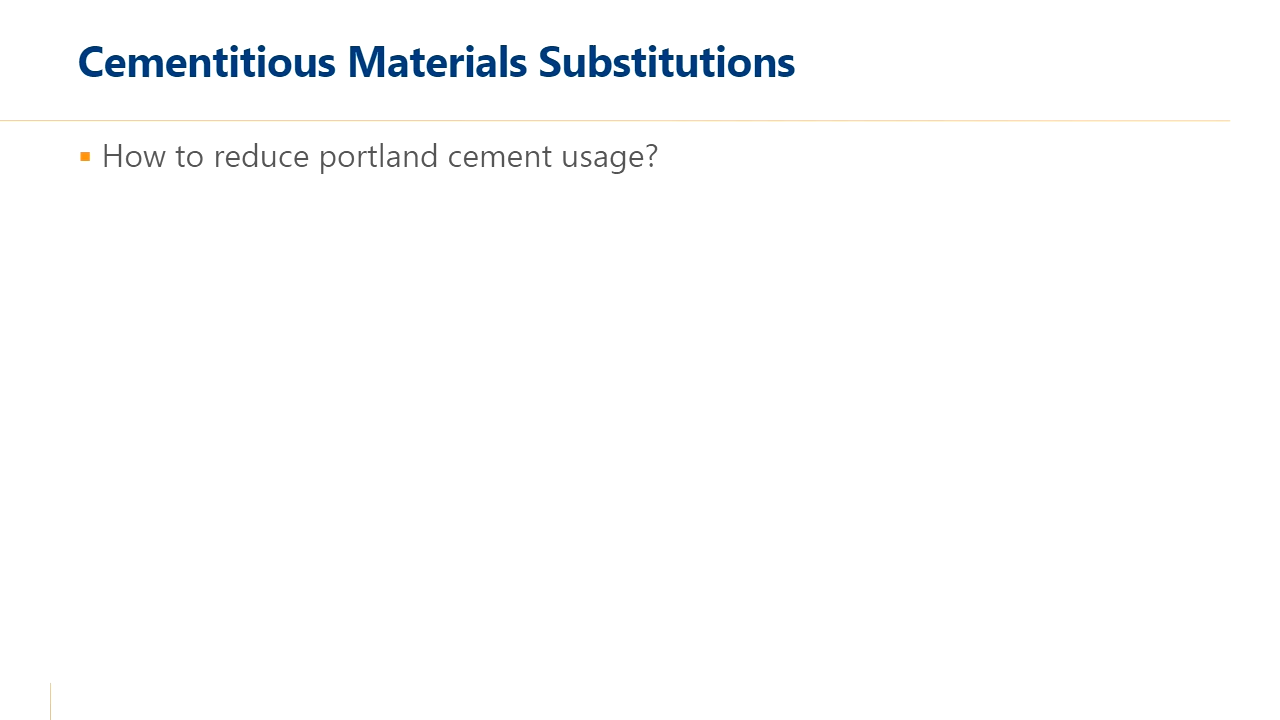 Cementitious Materials Substitutions
How to reduce portland cement usage?